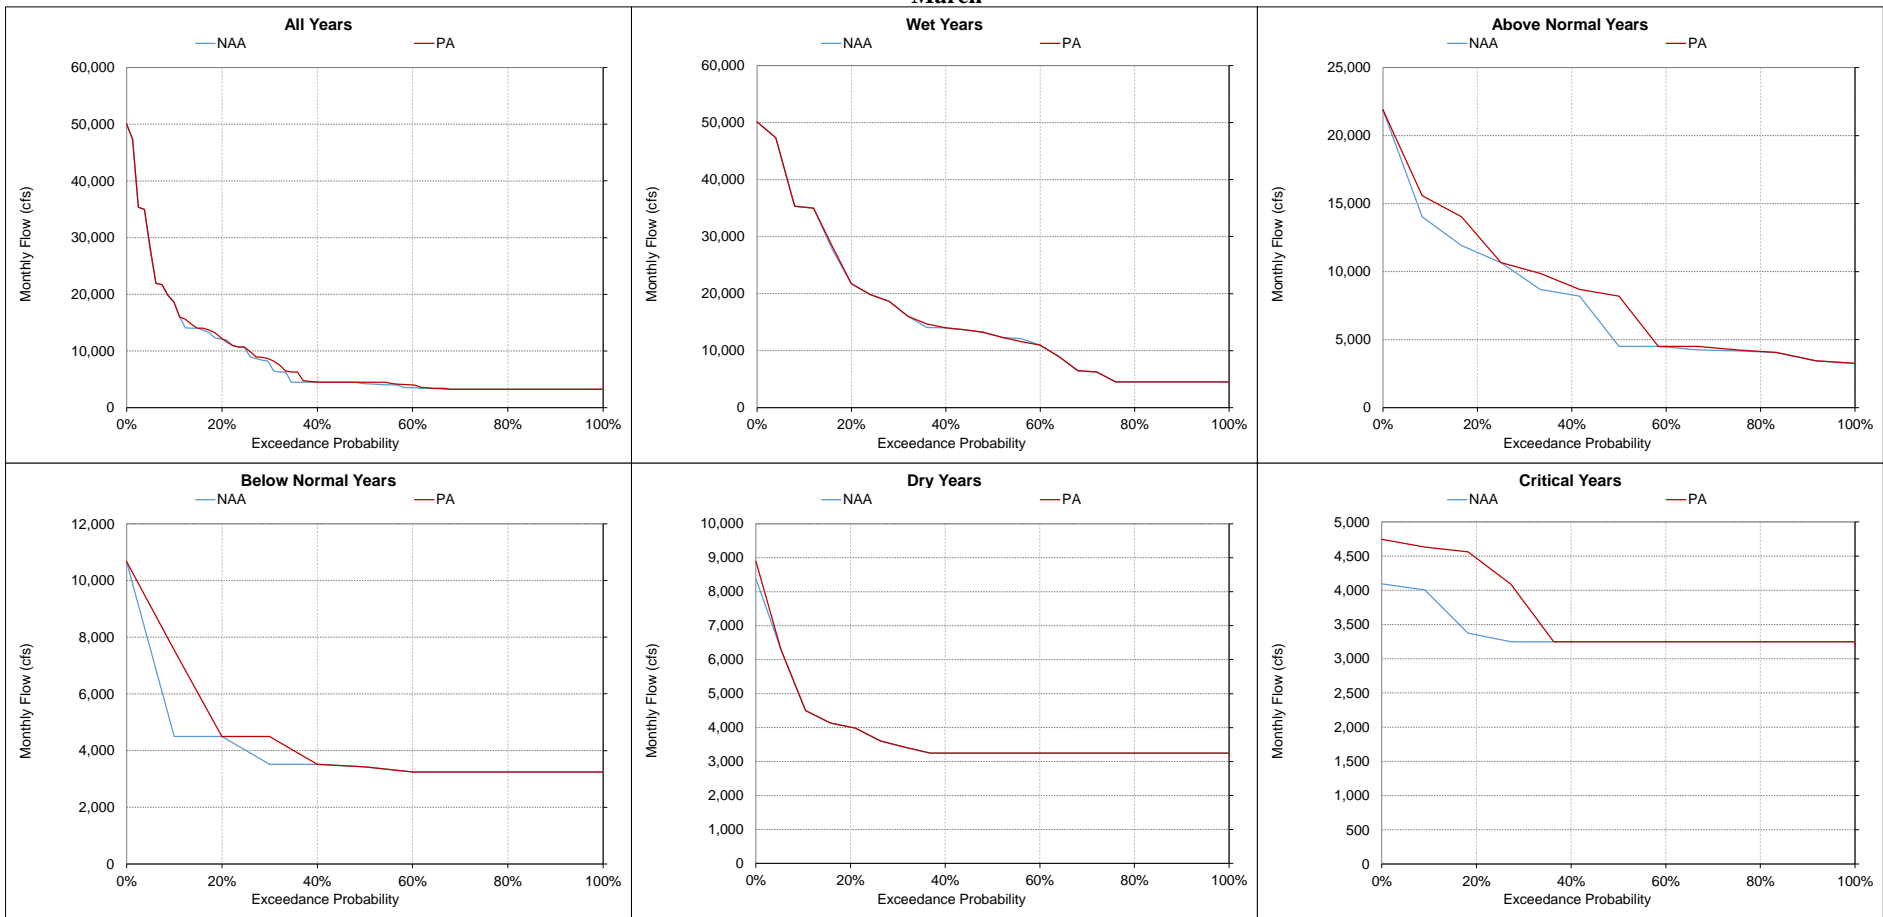 March
All Years
NAA PA
60,000
50,000
40,000
30,000
20,000
10,000
0
Monthly Flow (cfs)
0% 20% 40% 60% 80% 100%
Exceedance Probability
Wet Years
NAA PA
60,000
50,000
40,000
30,000
20,000
10,000
0
Monthly Flow (cfs)
0% 20% 40% 60% 80% 100%
Exceedance Probability
Above Normal Years
NAA PA
25,000
20,000
15,000
10,000
5,000
0
Monthly Flow (cfs)
0% 20% 40% 60% 80% 100%
Exceedance Probability
Below Normal Years
NAA PA
12,000
10,000
8,000
6,000
4,000
2,000
0
Monthly Flow (cfs)
0% 20% 40% 60% 80% 100%
Exceedance Probability
Dry Years
NAA PA
10,000
9,000
8,000
7,000
6,000
5,000
4,000
3,000
2,000
1,000
0
Monthly Flow (cfs)
0% 20% 40% 60% 80% 100%
Exceedance Probability
Critical Years
NAA PA
5,000
4,500
4,000
3,500
3,000
2,500
2,000
1,500
1,000
500
0
Monthly Flow (cfs)
0% 20% 40% 60% 80% 100%
Exceedance Probability